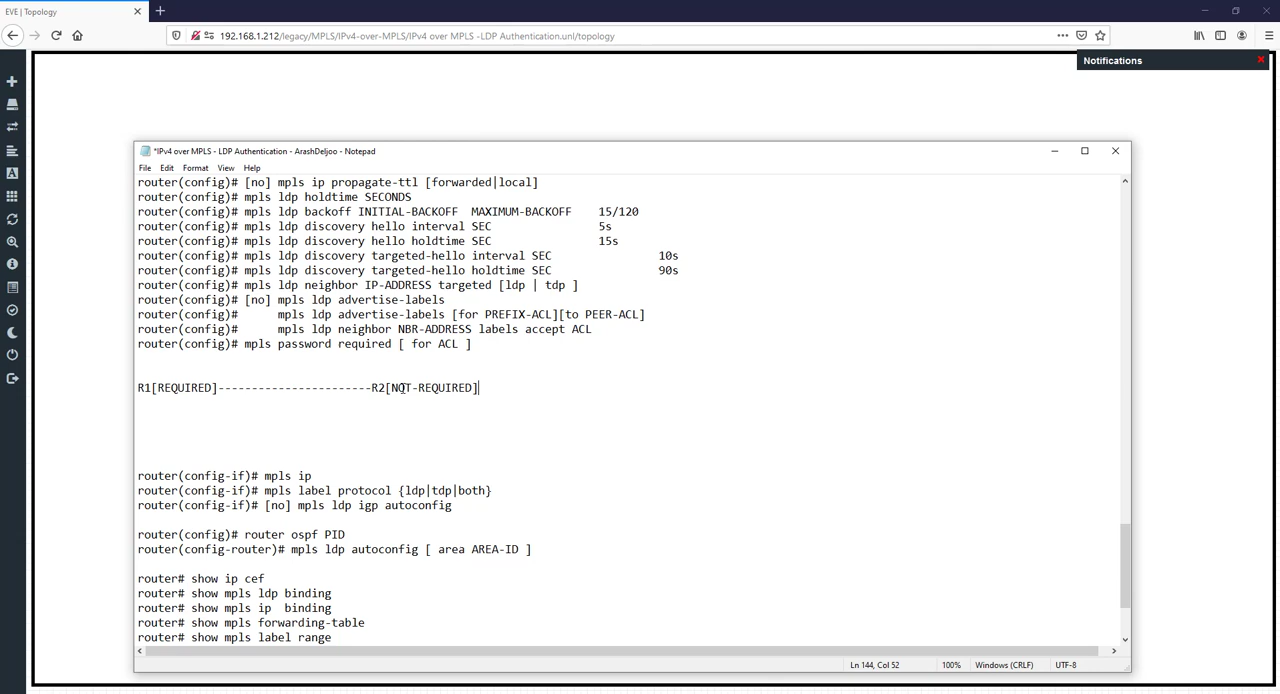 EVE | Topology
192.168.1.212/legacy/MPLS/IPv4-over-MPLS/IPv4 over MPLS -LDP Authentication.unl/topology
Notifications
*IPv4 over MPLS - LDP Authentication - ArashDeljoo - Notepad
File Edit Format View Help
router(config)# [no] mpls ip propagate-ttl [forwarded|local]
router(config)# mpls ldp holdtime SECONDS
router(config)# mpls ldp backoff INITIAL-BACKOFF MAXIMUM-BACKOFF 15/120
router(config)# mpls ldp discovery hello interval SEC 5s
router(config)# mpls ldp discovery hello holdtime SEC 15s
router(config)# mpls ldp discovery targeted-hello interval SEC 10s
router(config)# mpls ldp discovery targeted-hello holdtime SEC 90s
router(config)# mpls ldp neighbor IP-ADDRESS targeted [ldp | tdp ]
router(config)# [no] mpls ldp advertise-labels
router(config)# mpls ldp advertise-labels [for PREFIX-ACL][to PEER-ACL]
router(config)# mpls ldp neighbor NBR-ADDRESS labels accept ACL
router(config)# mpls password required [ for ACL ]
R1[REQUIRED]-----------------------R2[NOT-REQUIRED]
router(config-if)# mpls ip
router(config-if)# mpls label protocol {ldp|tdp|both}
router(config-if)# [no] mpls ldp igp autoconfig
router(config)# router ospf PID
router(config-router)# mpls ldp autoconfig [ area AREA-ID ]
router# show ip cef
router# show mpls ldp binding
router# show mpls ip binding
router# show mpls forwarding-table
router# show mpls label range
Ln 144, Col 52 100% Windows (CRLF) UTF-8